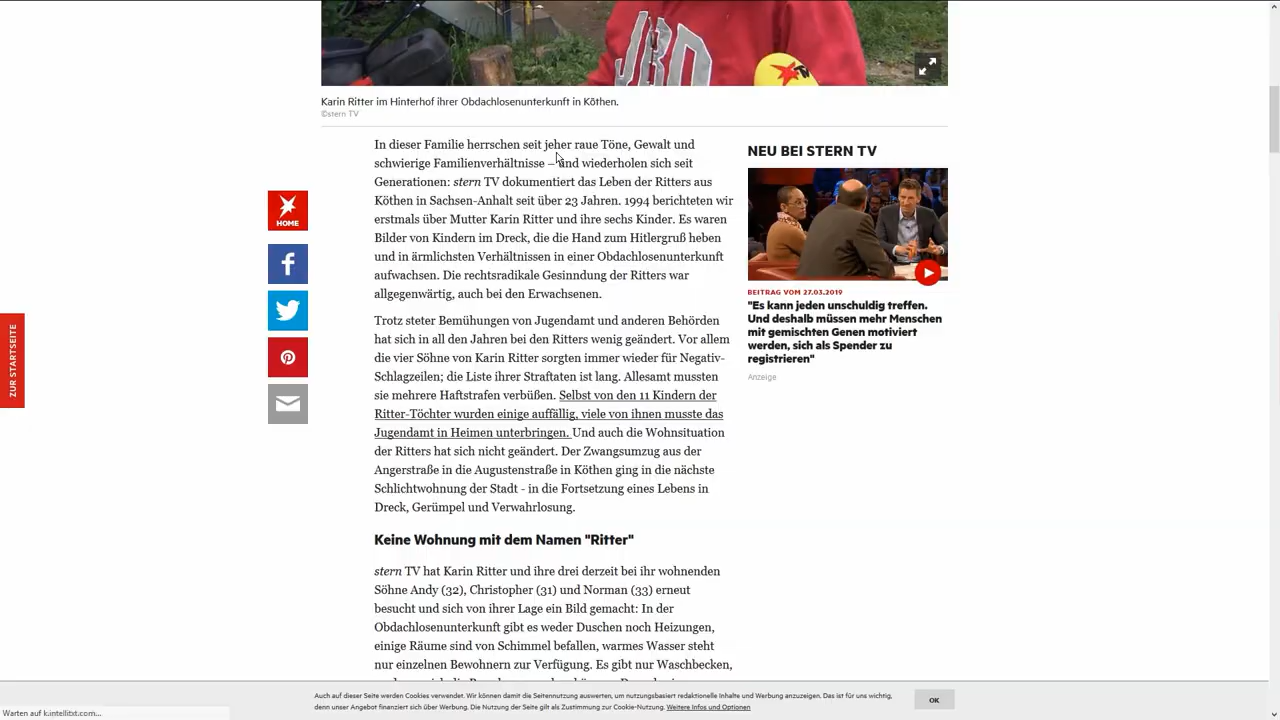 JBD
Karin Ritter im Hinterhof ihrer Obdachlosenunterkunft in Köthen.
©stern TV
In dieser Familie herrschen seit jeher raue Töne, Gewalt und
schwierige Familienverhältnisse – und wiederholen sich seit
Generationen: stern TV dokumentiert das Leben der Ritters aus
Köthen in Sachsen-Anhalt seit über 23 Jahren. 1994 berichteten wir
erstmals über Mutter Karin Ritter und ihre sechs Kinder. Es waren
Bilder von Kindern im Dreck, die die Hand zum Hitlergruß heben
und in ärmlichsten Verhältnissen in einer Obdachlosenunterkunft
aufwachsen. Die rechtsradikale Gesinndung der Ritters war
allgegenwärtig, auch bei den Erwachsenen.
Trotz steter Bemühungen von Jugendamt und anderen Behörden
hat sich in all den Jahren bei den Ritters wenig geändert. Vor allem
die vier Söhne von Karin Ritter sorgten immer wieder für Negativ-
Schlagzeilen; die Liste ihrer Straftaten ist lang. Allesamt mussten
sie mehrere Haftstrafen verbüßen. Selbst von den 11 Kindern der
Ritter-Töchter wurden einige auffällig, viele von ihnen musste das
Jugendamt in Heimen unterbringen. Und auch die Wohnsituation
der Ritters hat sich nicht geändert. Der Zwangsumzug aus der
Angerstraße in die Augustenstraße in Köthen ging in die nächste
Schlichtwohnung der Stadt - in die Fortsetzung eines Lebens in
Dreck, Gerümpel und Verwahrlosung.
Keine Wohnung mit dem Namen "Ritter"
stern TV hat Karin Ritter und ihre drei derzeit bei ihr wohnenden
Söhne Andy (32), Christopher (31) und Norman (33) erneut
besucht und sich von ihrer Lage ein Bild gemacht: In der
Obdachlosenunterkunft gibt es weder Duschen noch Heizungen,
einige Räume sind von Schimmel befallen, warmes Wasser steht
nur einzelnen Bewohnern zur Verfügung. Es gibt nur Waschbecken,
NEU BEI STERN TV
BEITRAG VOM 27.03.2019
"Es kann jeden unschuldig treffen.
Und deshalb müssen mehr Menschen
mit gemischten Genen motiviert
werden, sich als Spender zu
registrieren"
Anzeige
HOME
ZUR STARTSEITE
Auch auf dieser Seite werden Cookies verwendet. Wir können damit die Seitennutzung auswerten, um nutzungsbasiert redaktionelle Inhalte und Werbung anzuzeigen. Das ist für uns wichtig,
denn unser Angebot finanziert sich über Werbung. Die Nutzung der Seite gilt als Zustimmung zur Cookie-Nutzung. Weitere Infos und Optionen
OK
Warten auf k.intellitxt.com...